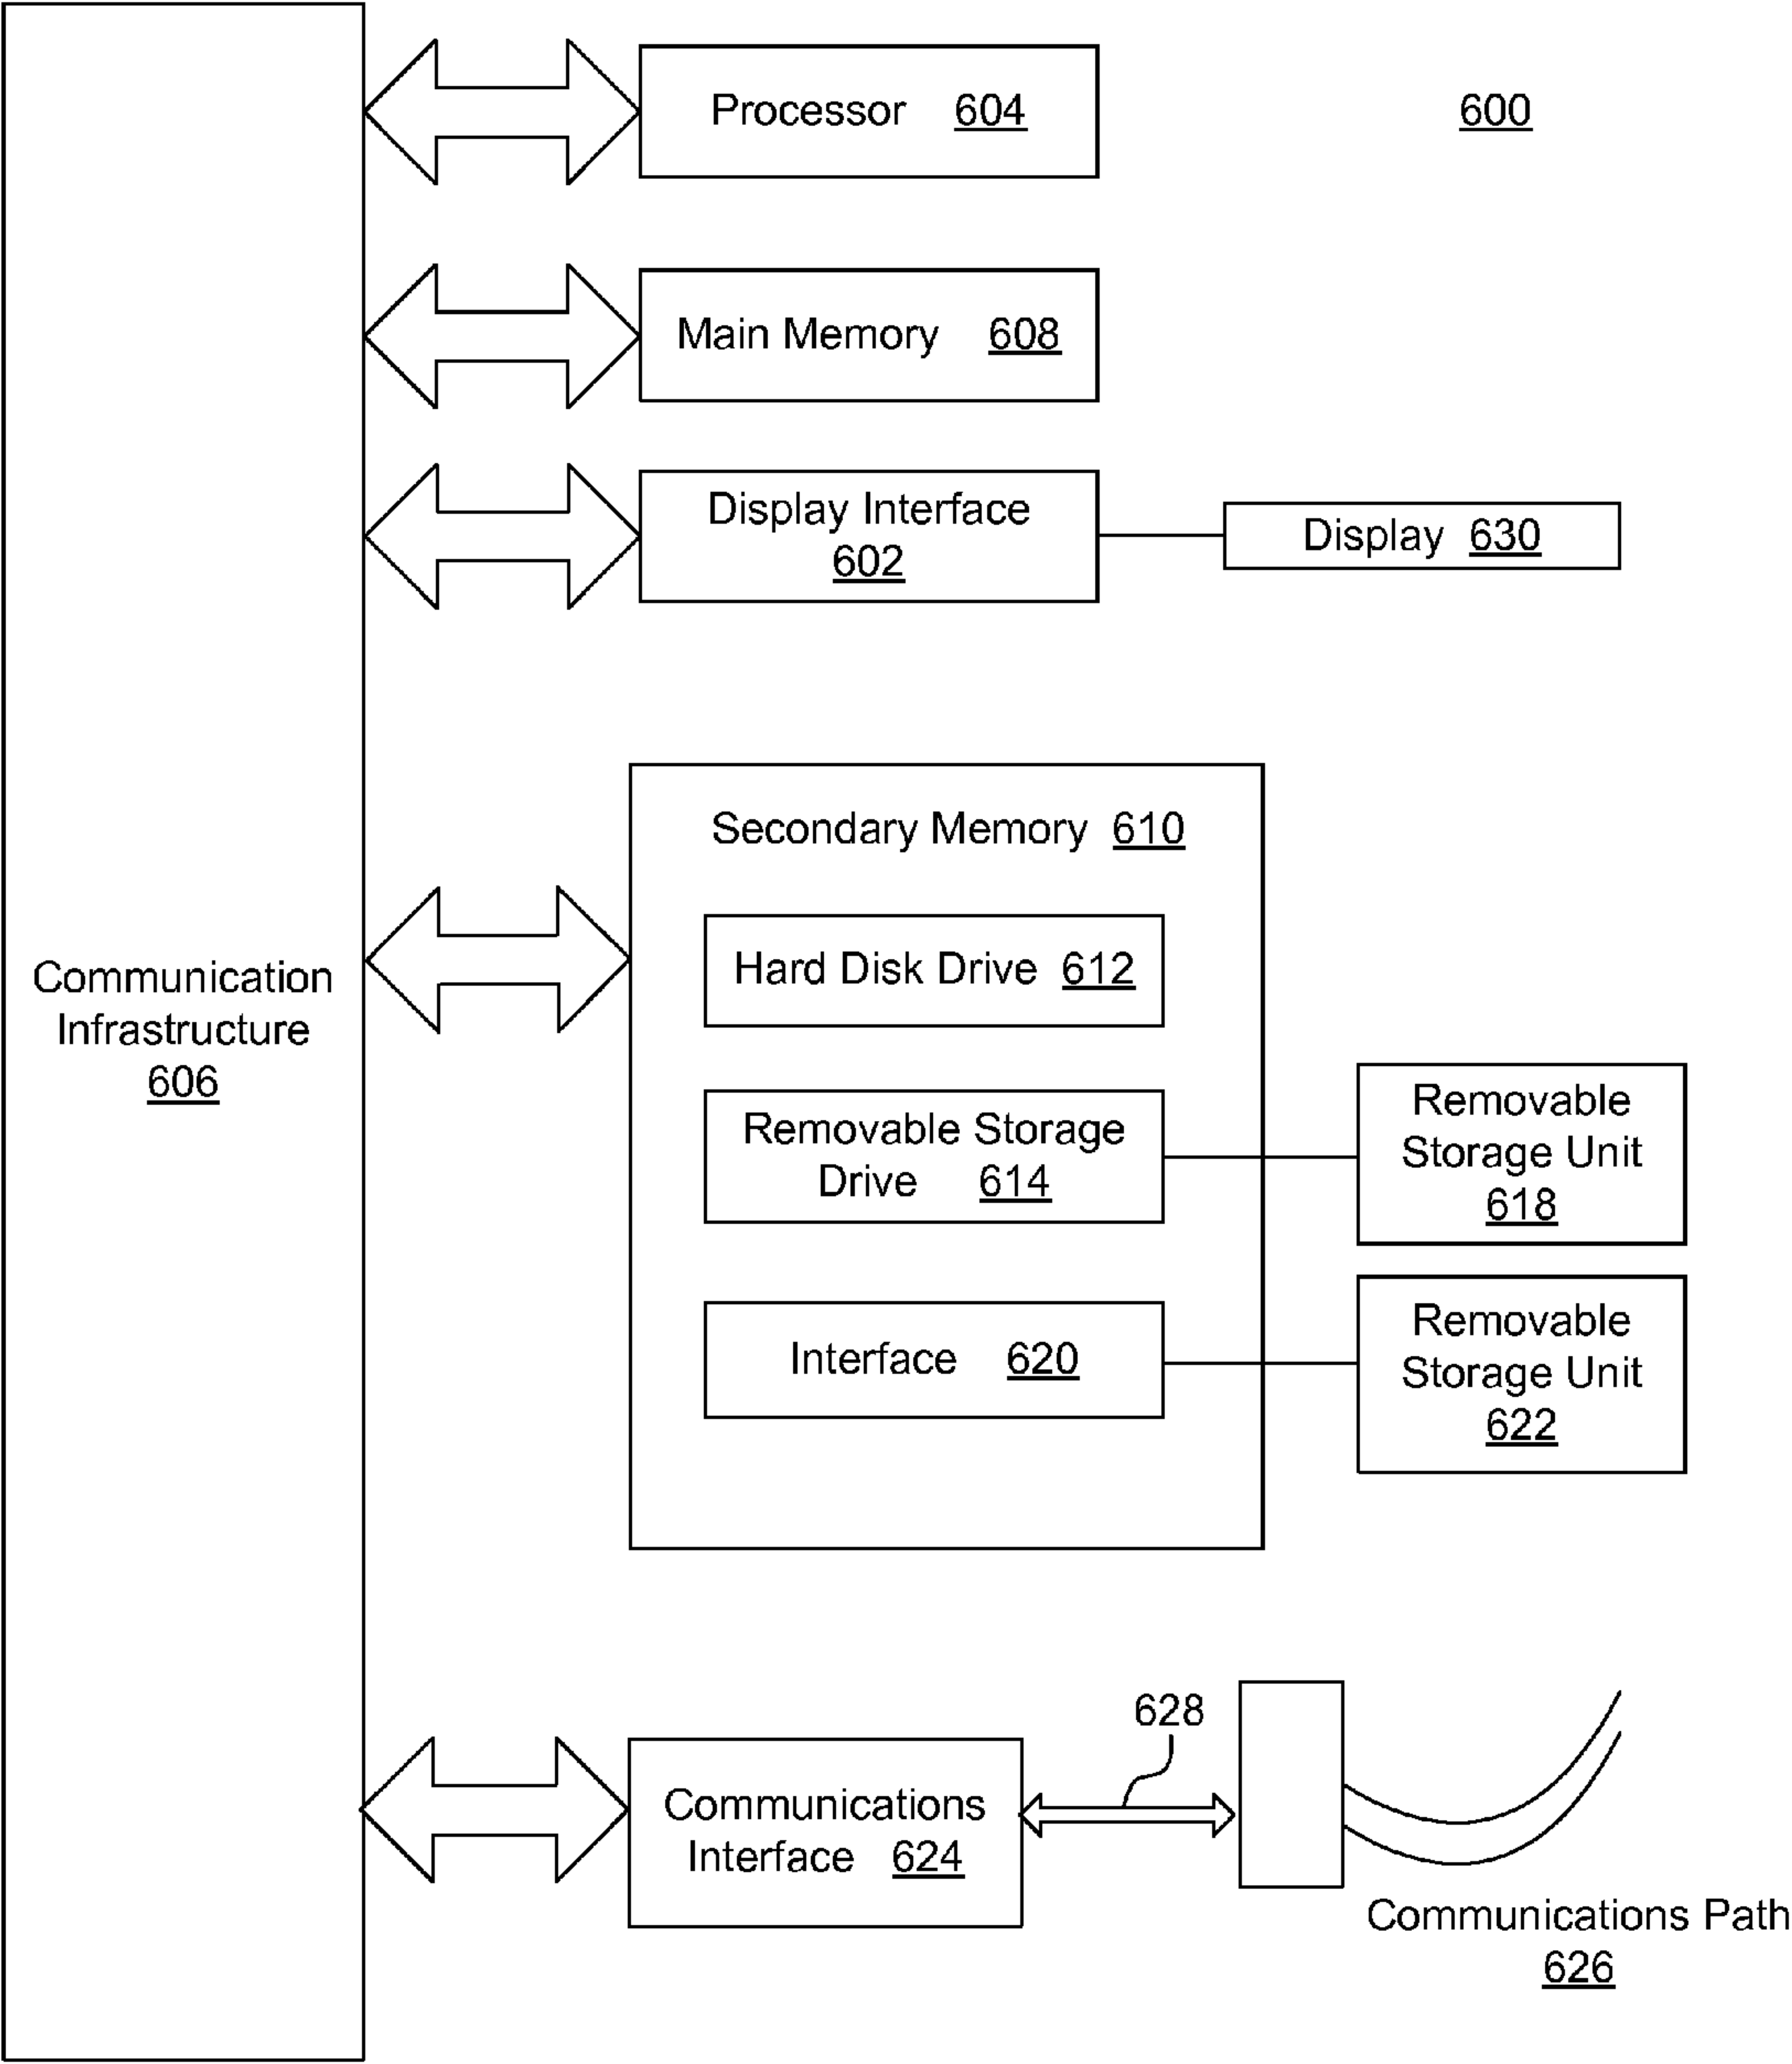 Processor 604
600
Main Memory 608
Display Interface
602
Display 630
Secondary Memory 610
Hard Disk Drive 612
Communication
Infrastructure
606
Removable Storage
Drive 614
Removable
Storage Unit
618
Interface 620
Removable
Storage Unit
622
628
Communications
Interface 624
Communications Path
626